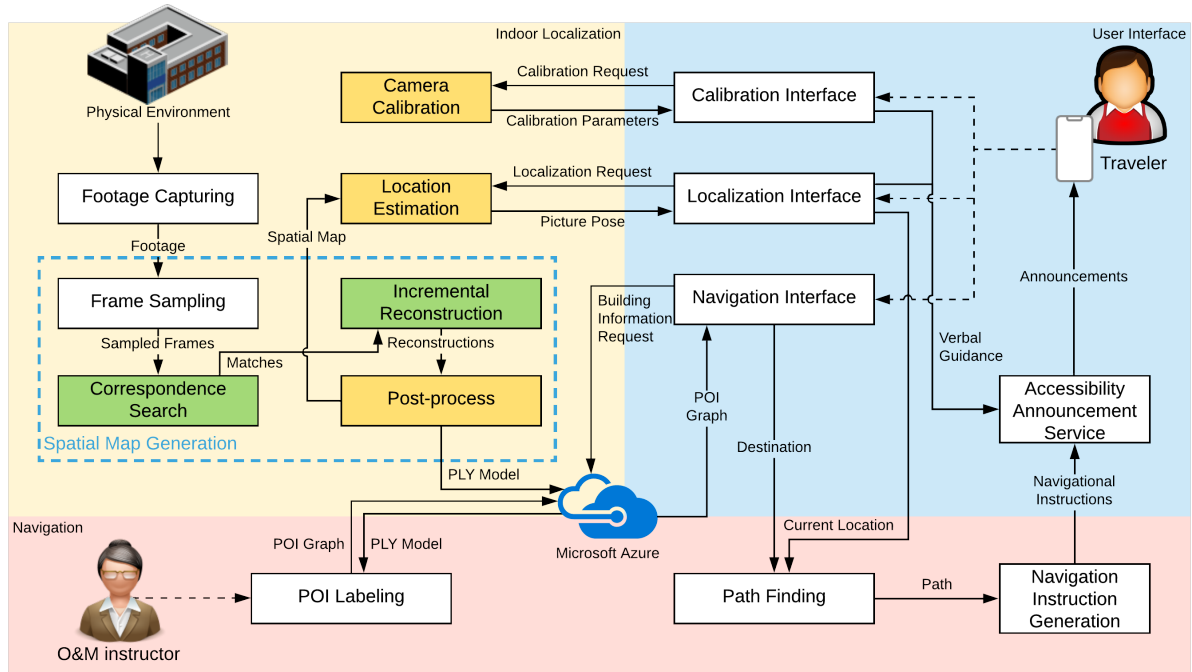 Indoor Localization
User Interface
Physical Environment
Camera
Calibration
Calibration Request
Calibration Parameters
Calibration Interface
Traveler
Footage Capturing
Location
Estimation
Localization Request
Picture Pose
Localization Interface
Footage
Spatial Map
Frame Sampling
Incremental
Reconstruction
Building
Information
Request
Navigation Interface
Announcements
Sampled Frames
Matches
Reconstructions
Verbal
Guidance
Correspondence
Search
Post-process
POI
Graph
Accessibility
Announcement
Service
Spatial Map Generation
Destination
PLY Model
Navigational
Instructions
Navigation
Current Location
POI Graph
PLY Model
Microsoft Azure
POI Labeling
Path Finding
Path
Navigation
Instruction
Generation
O&M instructor